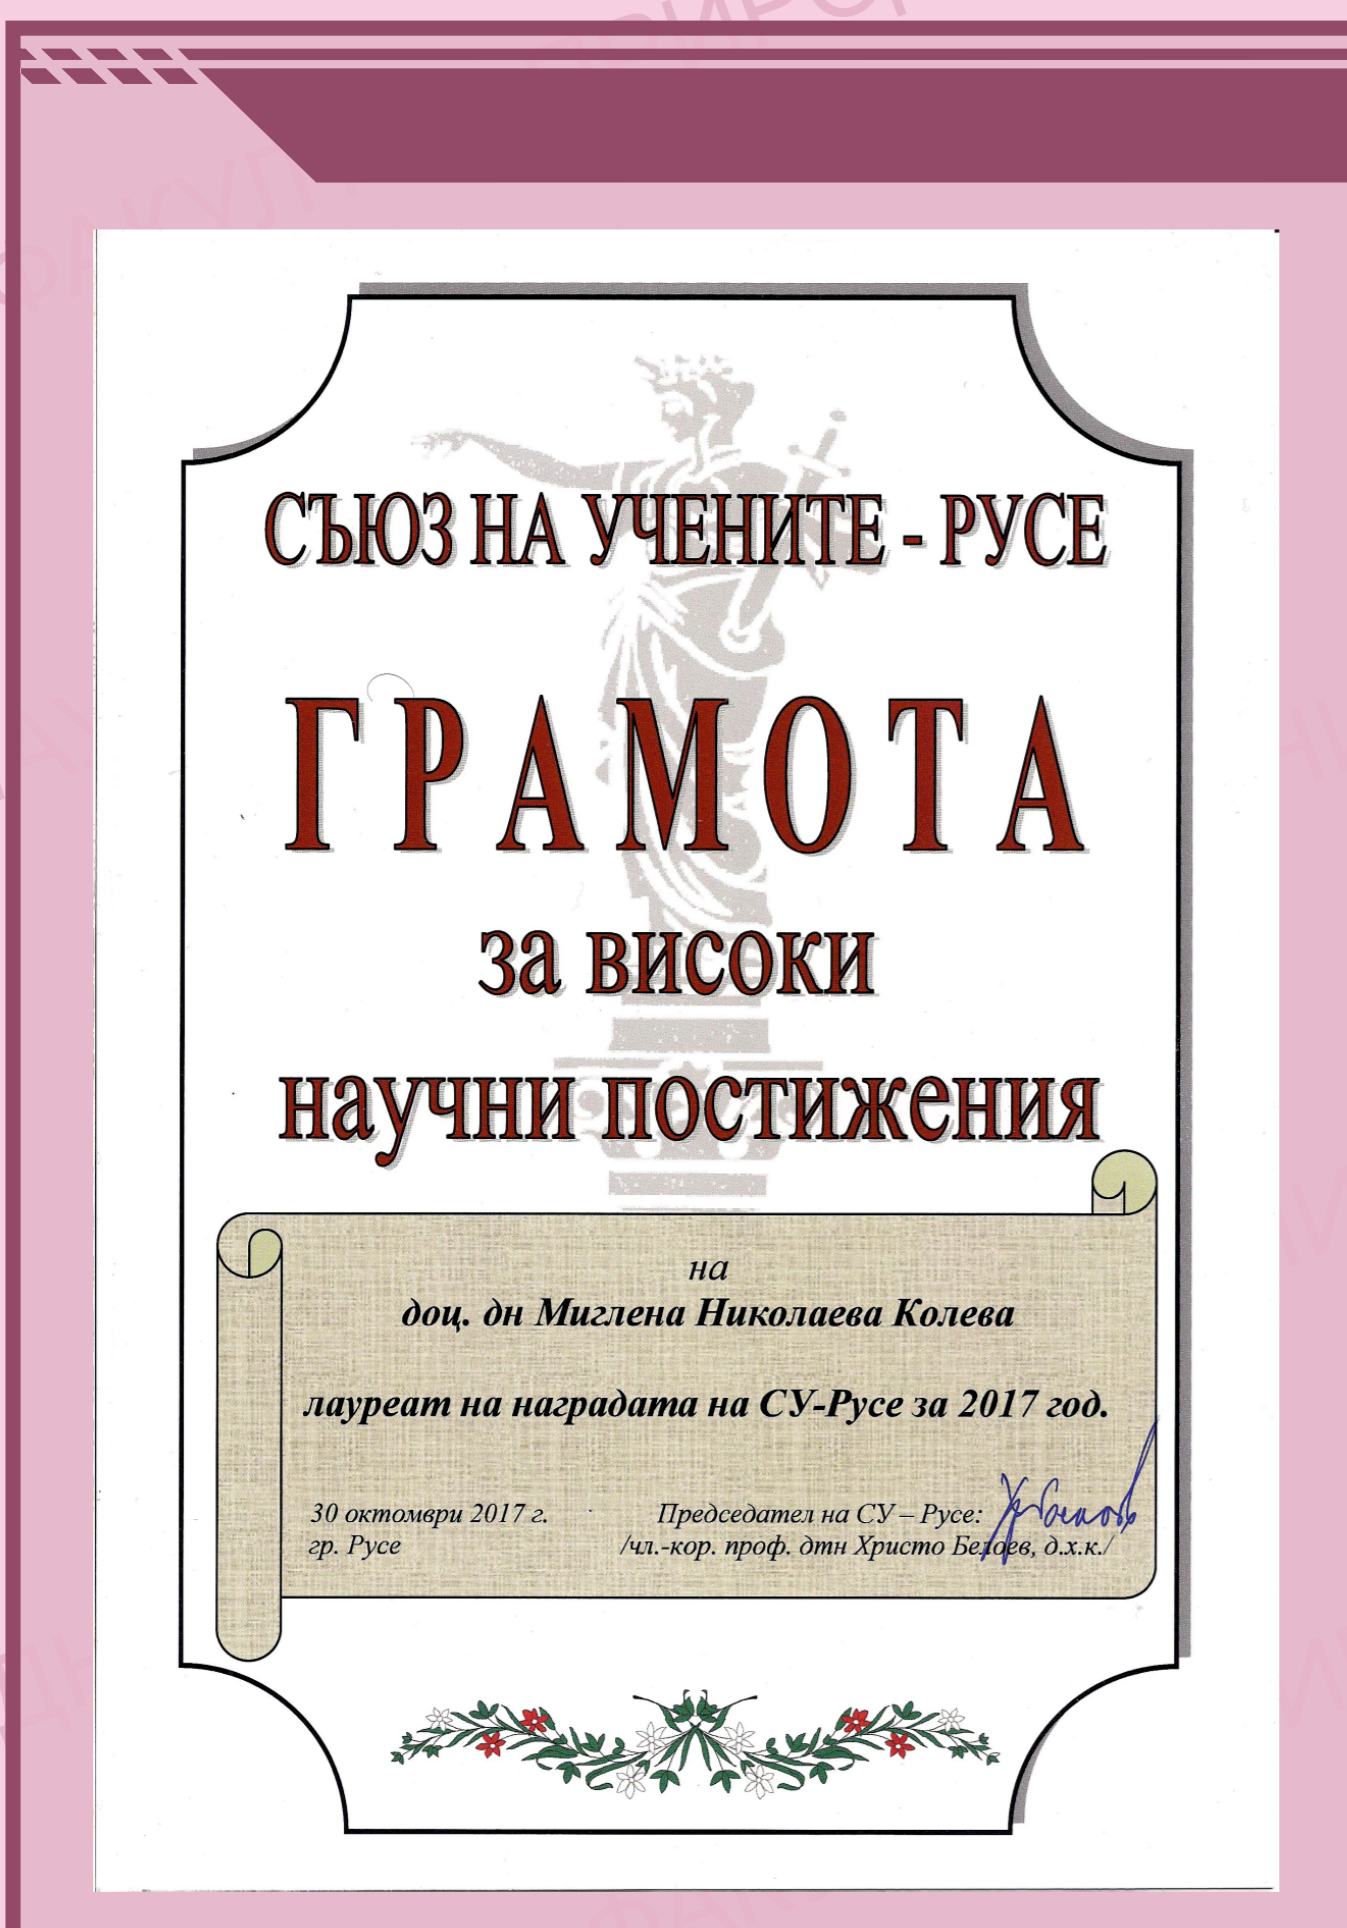 СЪЮЗ НА УЧЕНИТЕ - РУСЕ
ГРАМОТА
за високи
научни постижения
на
доц. дн Миглена Николаева Колева
лауреат на наградата на СУ-Русе за 2017 год.
30 октомври 2017 г. Председател на СУ – Русе:
гр. Русе /чл.-кор. проф. дтн Христо Белоев, д.х.к./